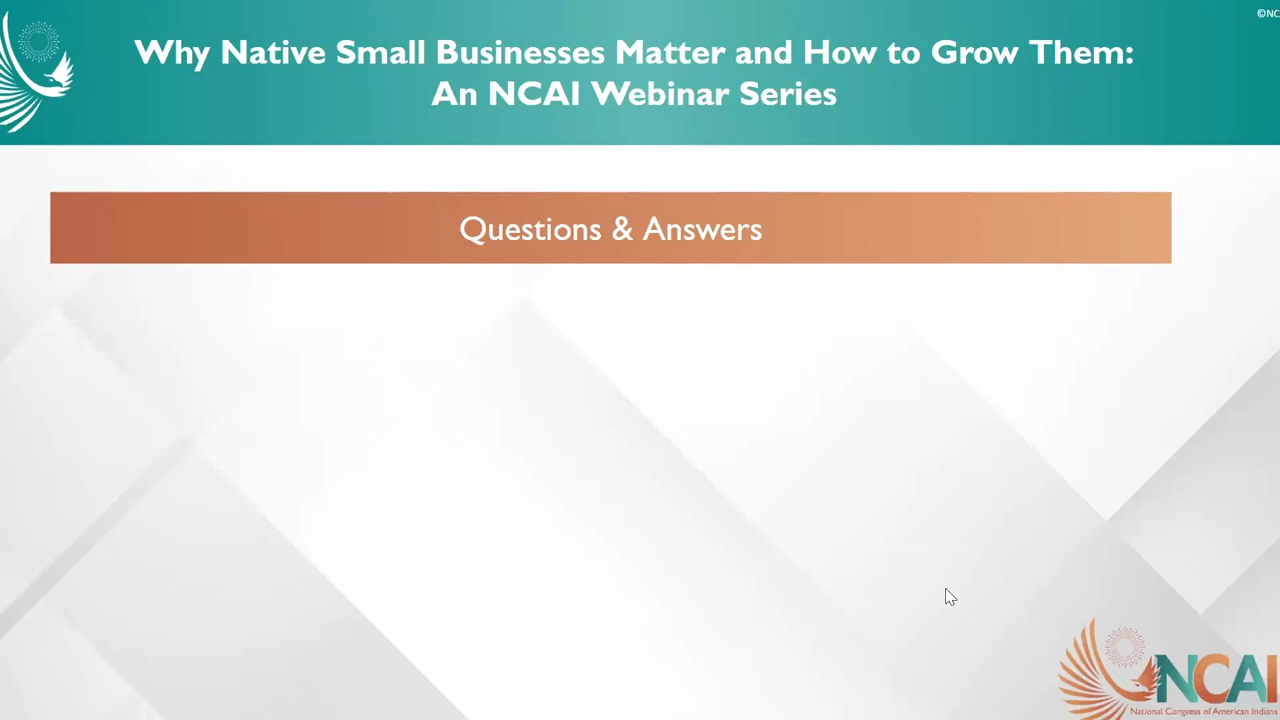 ©NC
Why Native Small Businesses Matter and How to Grow Them:
An NCAI Webinar Series
Questions & Answers
NCAI
National Congress of American Indians